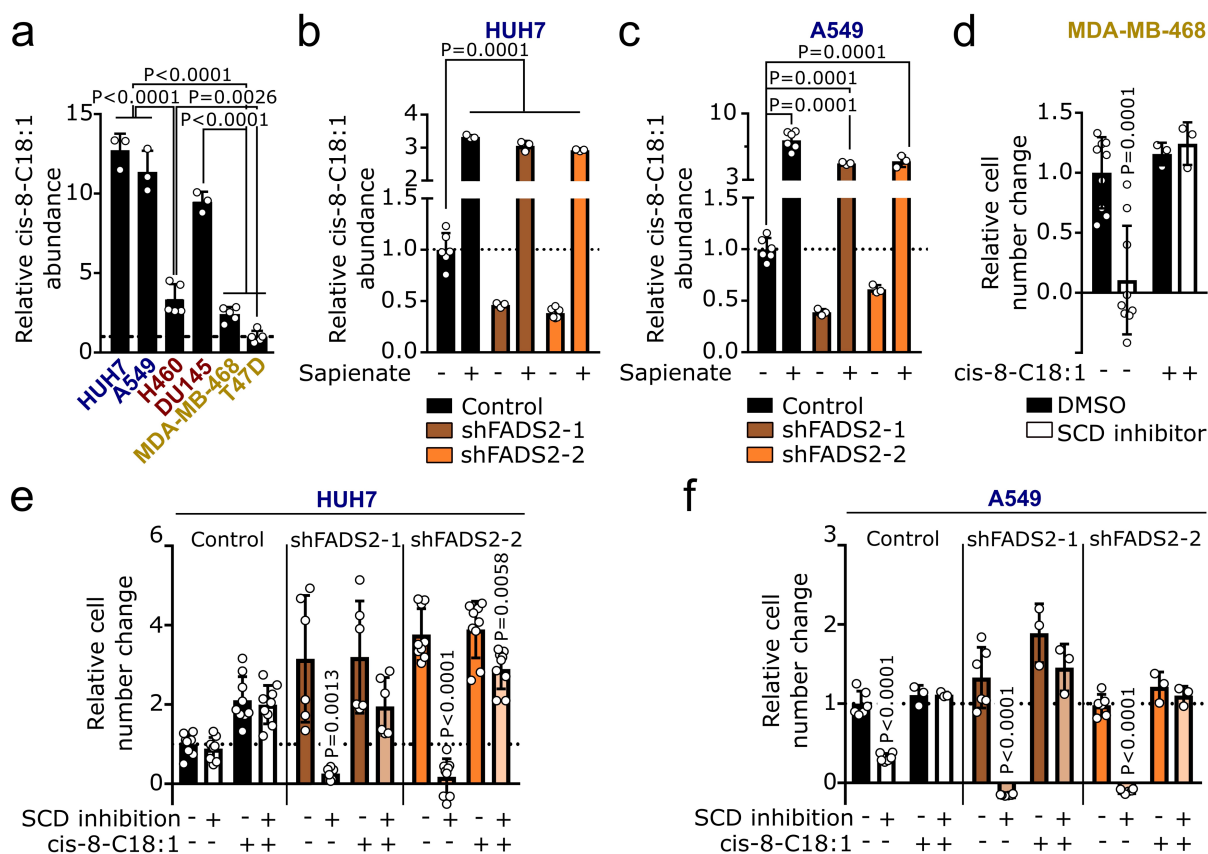 a
P<0.0001
P<0.0001 P=0.0026
P<0.0001
Relative cis-8-C18:1
abundance
15
10
5
0
HUH7
A549
H460
DU145
MDA-MB-468
T47D
b
HUH7
P=0.0001
Relative cis-8-C18:1
abundance
4
3
2
1.5
1.0
0.5
0.0
Sapienate - + - + - +
Control
shFADS2-1
shFADS2-2
c
A549
P=0.0001
P=0.0001
P=0.0001
Relative cis-8-C18:1
abundance
10
3
1.5
1.0
0.5
0.0
Sapienate - + - + - +
Control
shFADS2-1
shFADS2-2
d
MDA-MB-468
P=0.0001
Relative cell
number change
1.5
1.0
0.5
0.0
cis-8-C18:1 - - + +
DMSO
SCD inhibitor
e
HUH7
Control shFADS2-1 shFADS2-2
Relative cell
number change
6
4
2
0
P=0.0013
P<0.0001
P=0.0058
SCD inhibition - + - + - + - + - + - +
cis-8-C18:1 - - + + - - + + - - + +
f
A549
Control shFADS2-1 shFADS2-2
Relative cell
number change
3
2
1
0
P<0.0001
P<0.0001
P<0.0001
SCD inhibition - + - + - + - + - + - +
cis-8-C18:1 - - + + - - + + - - + +